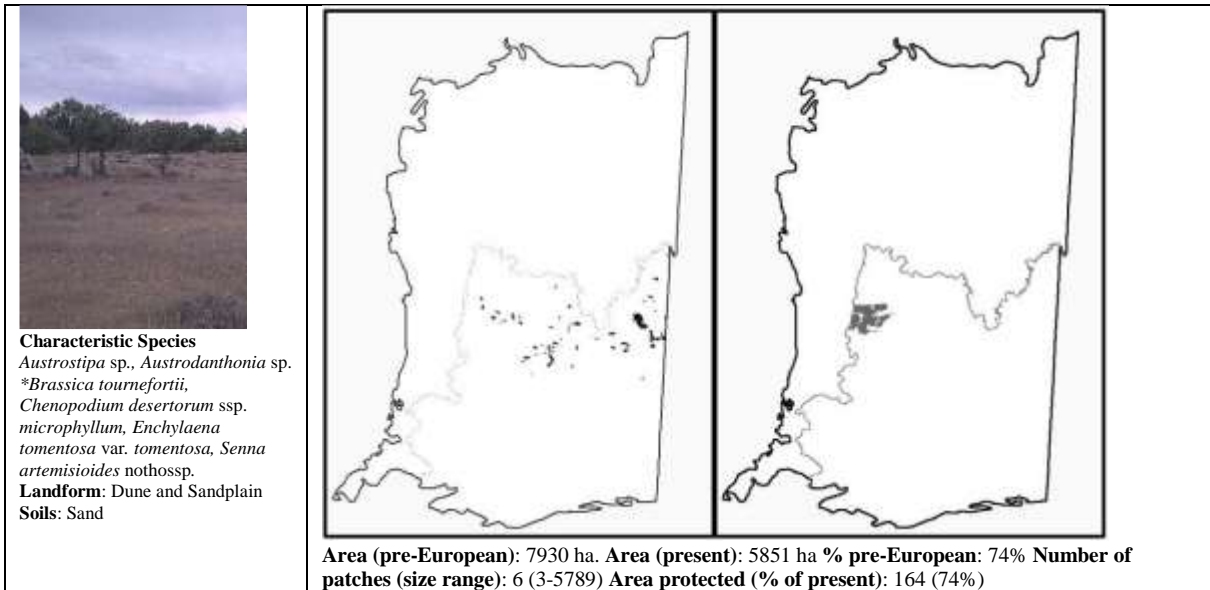 Characteristic Species
Austrostipa sp., Austrodanthonia sp.
*Brassica tournefortii,
Chenopodium desertorum ssp.
microphyllum, Enchylaena
tomentosa var. tomentosa, Senna
artemisioides nothossp.
Landform: Dune and Sandplain
Soils: Sand
Area (pre-European): 7930 ha. Area (present): 5851 ha % pre-European: 74% Number of
patches (size range): 6 (3-5789) Area protected (% of present): 164 (74%)